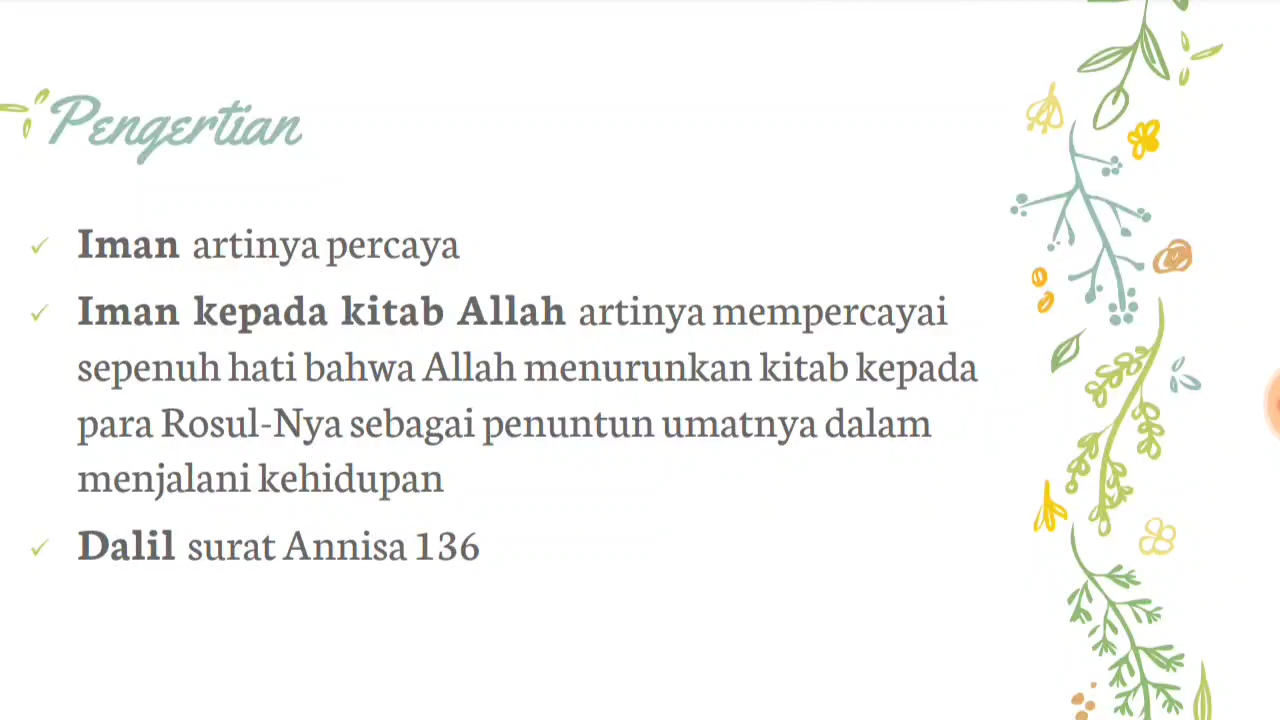 Pengertian
Iman artinya percaya
Iman kepada kitab Allah artinya mempercayai
sepenuh hati bahwa Allah menurunkan kitab kepada
para Rosul-Nya sebagai penuntun umatnya dalam
menjalani kehidupan
Dalil surat Annisa 136